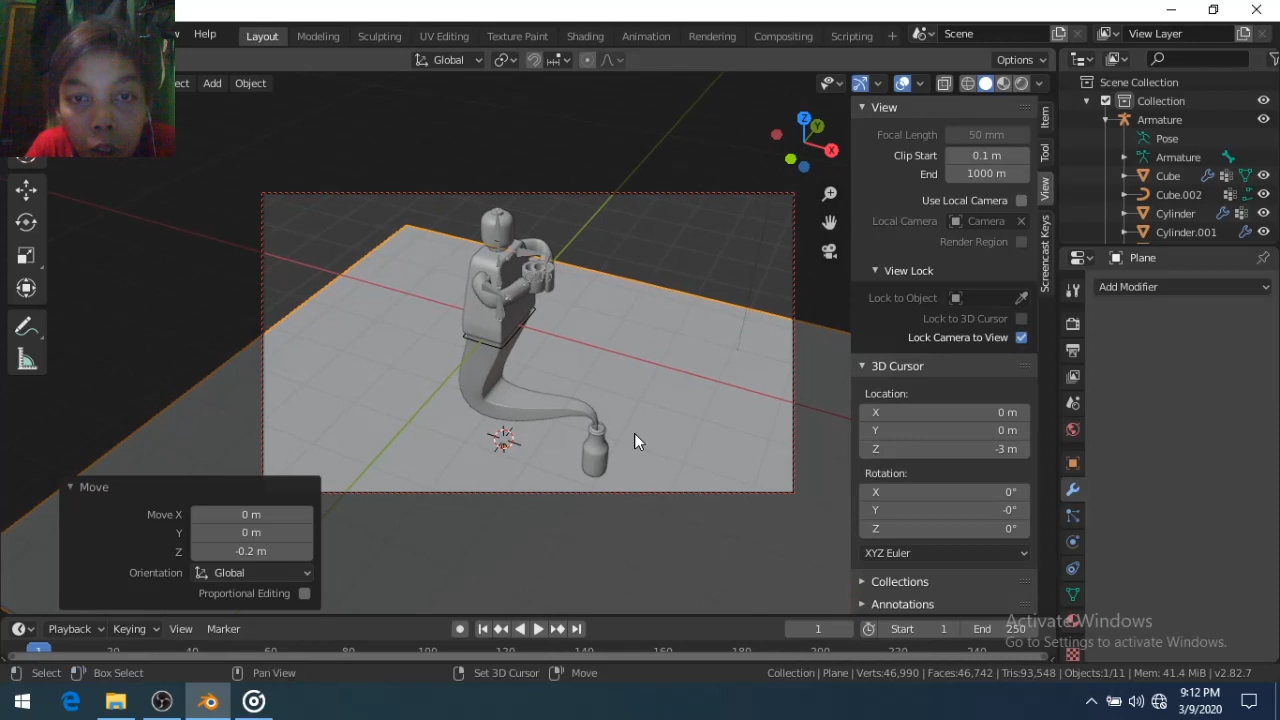 Help
Layout
Modeling
Sculpting
UV Editing
Texture Paint
Shading
Animation
Rendering
Compositing
Scripting
Scene
View Layer
Global
Options
Add
Object
View
Focal Length 50 mm
Clip Start 0.1 m
End 1000 m
Use Local Camera
Local Camera Camera
Render Region
View Lock
Lock to Object
Lock to 3D Cursor
Lock Camera to View
3D Cursor
Location:
X 0 m
Y 0 m
Z -3 m
Rotation:
X 0°
Y -0°
Z 0°
XYZ Euler
Collections
Annotations
Item
Tool
View
Screencast Keys
Z
Y
X
Scene Collection
Collection
Armature
Pose
Armature
Cube
Cube.002
Cylinder
Cylinder.001
Plane
Add Modifier
Move
Move X 0 m
Y 0 m
Z -0.2 m
Orientation Global
Proportional Editing
Activate Windows
Go to Settings to activate Windows.
Playback
Keying
View
Marker
1
Start 1
End 250
1
Select
Box Select
Pan View
Set 3D Cursor
Move
Collection | Plane | Verts:46,990 | Faces:46,742 | Tris:93,548 | Objects:1/11 | Mem: 41.4 MiB | v2.82.7
9:12 PM
3/9/2020